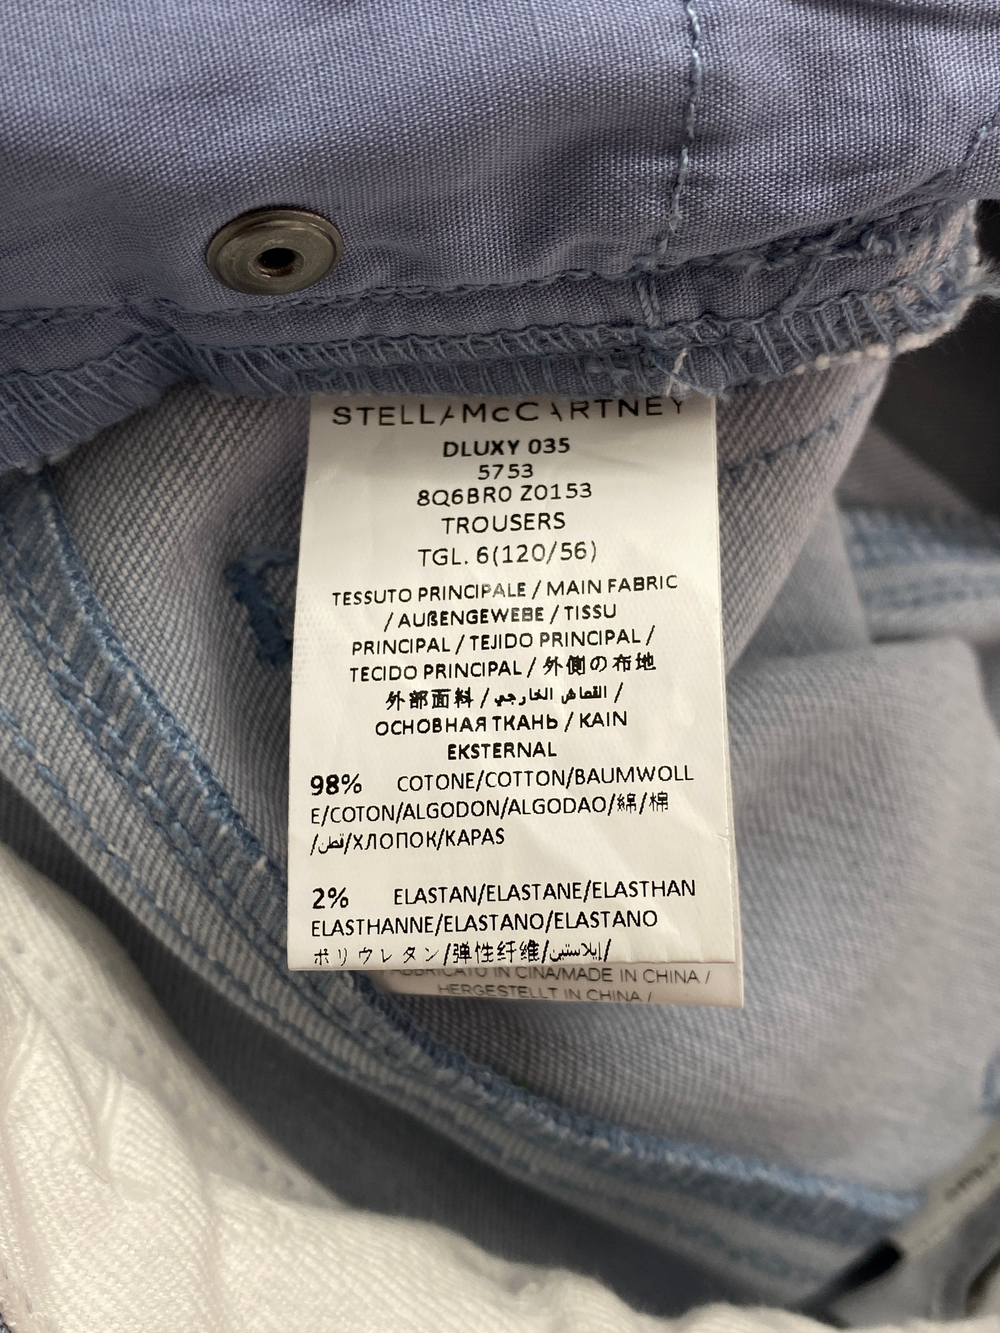 STELLAMcCARTNEY
DLUXY 035
5753
8Q6BR0 Z0153
TROUSERS
TGL. 6(120/56)
TESSUTO PRINCIPALE / MAIN FABRIC
/ AUßENGEWEBE / TISSU
PRINCIPAL / TEJIDO PRINCIPAL /
TECIDO PRINCIPAL / 外側の布地
外部面料 / القماش الخارجي /
ОСНОВНАЯ ТКАНЬ / KAIN
EKSTERNAL
98% COTONE/COTTON/BAUMWOLL
E/COTON/ALGODON/ALGODAO/綿/棉
/قطن/ХЛОПОК/KAPAS
2% ELASTAN/ELASTANE/ELASTHAN
ELASTHANNE/ELASTANO/ELASTANO
ポリウレタン/弹性纤维/إيلاستين/
ABBRICATO IN CINA/MADE IN CHINA /
HERGESTELLT IN CHINA /